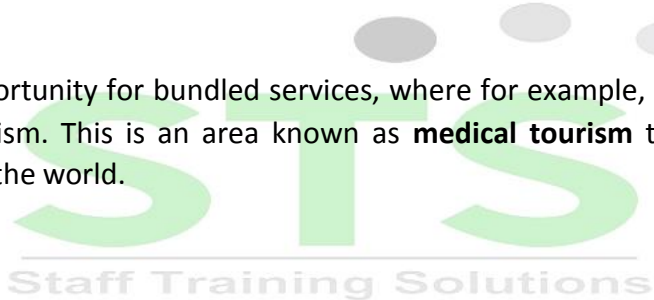 ortunity for bundled services, where for example,
ism. This is an area known as medical tourism t
the world.
STS
Staff Training Solutions